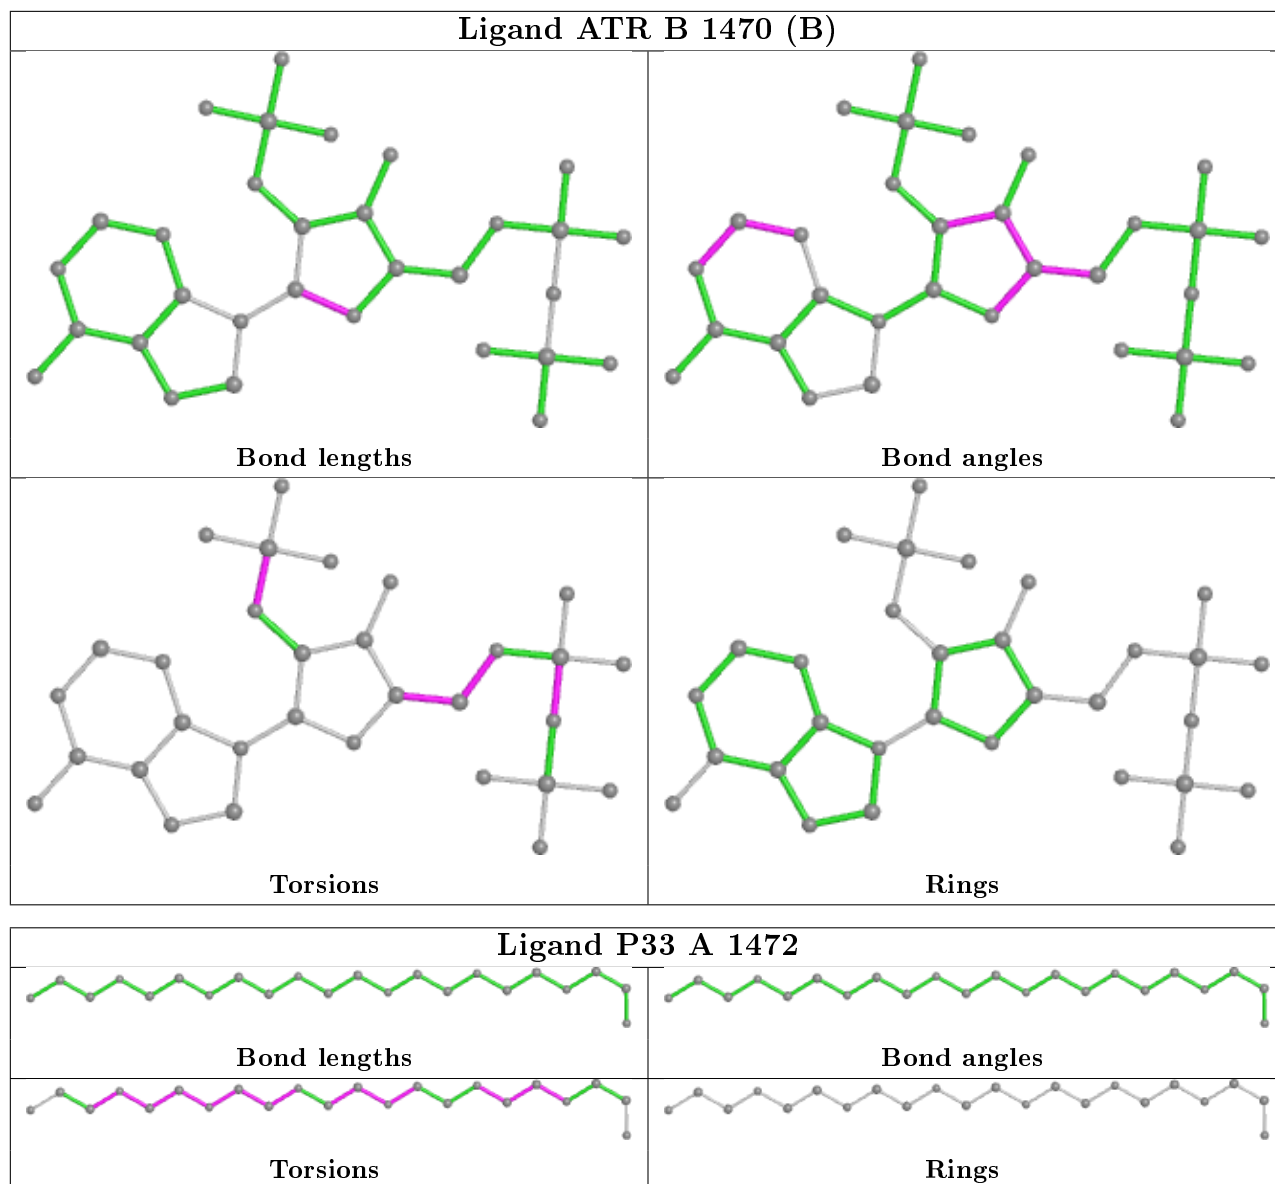 Ligand ATR B 1470 (B)
Bond lengths
Bond angles
Torsions
Rings
Ligand P33 A 1472
Bond lengths
Bond angles
Torsions
Rings